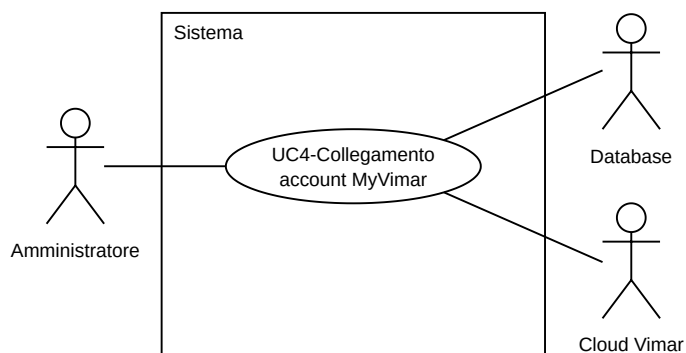 Sistema
UC4-Collegamento
account MyVimar
Database
Amministratore
Cloud Vimar